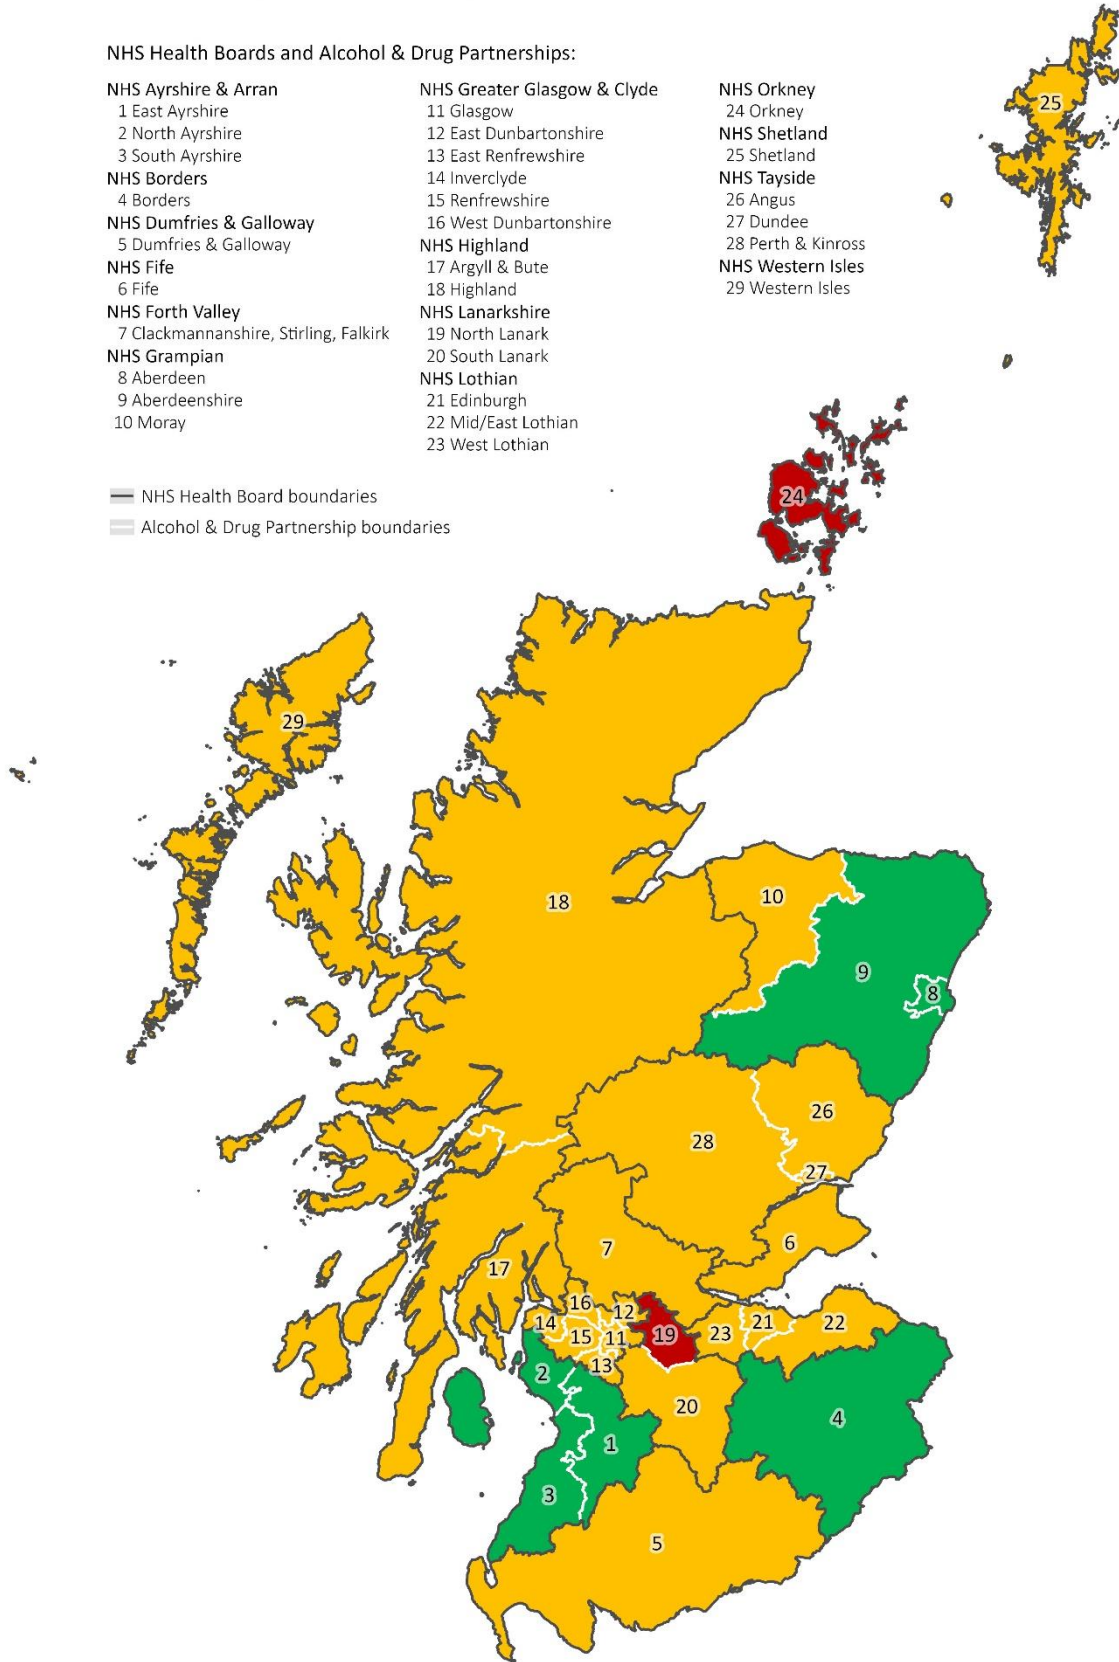 NHS Health Boards and Alcohol & Drug Partnerships:
NHS Ayrshire & Arran
1 East Ayrshire
2 North Ayrshire
3 South Ayrshire
NHS Borders
4 Borders
NHS Dumfries & Galloway
5 Dumfries & Galloway
NHS Fife
6 Fife
NHS Forth Valley
7 Clackmannanshire, Stirling, Falkirk
NHS Grampian
8 Aberdeen
9 Aberdeenshire
10 Moray
NHS Greater Glasgow & Clyde
11 Glasgow
12 East Dunbartonshire
13 East Renfrewshire
14 Inverclyde
15 Renfrewshire
16 West Dunbartonshire
NHS Highland
17 Argyll & Bute
18 Highland
NHS Lanarkshire
19 North Lanark
20 South Lanark
NHS Lothian
21 Edinburgh
22 Mid/East Lothian
23 West Lothian
NHS Orkney
24 Orkney
NHS Shetland
25 Shetland
NHS Tayside
26 Angus
27 Dundee
28 Perth & Kinross
NHS Western Isles
29 Western Isles
NHS Health Board boundaries
Alcohol & Drug Partnership boundaries
25
24
29
18
10
9
8
26
28
27
6
7
17
16
12
14
15
11
19
23
21
22
13
2
20
4
1
3
5